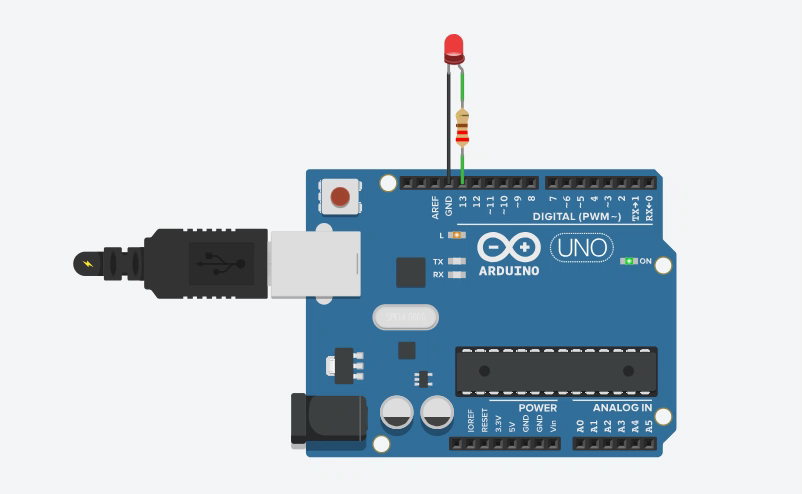 AREF
GND
13
12
~11
~10
~9
8
7
~6
~5
4
~3
2
TX→1
RX←0
DIGITAL (PWM~)
L
TX
RX
ARDUINO
UNO
ON
POWER
ANALOG IN
IOREF
RESET
3.3V
5V
GND
GND
Vin
A0
A1
A2
A3
A4
A5